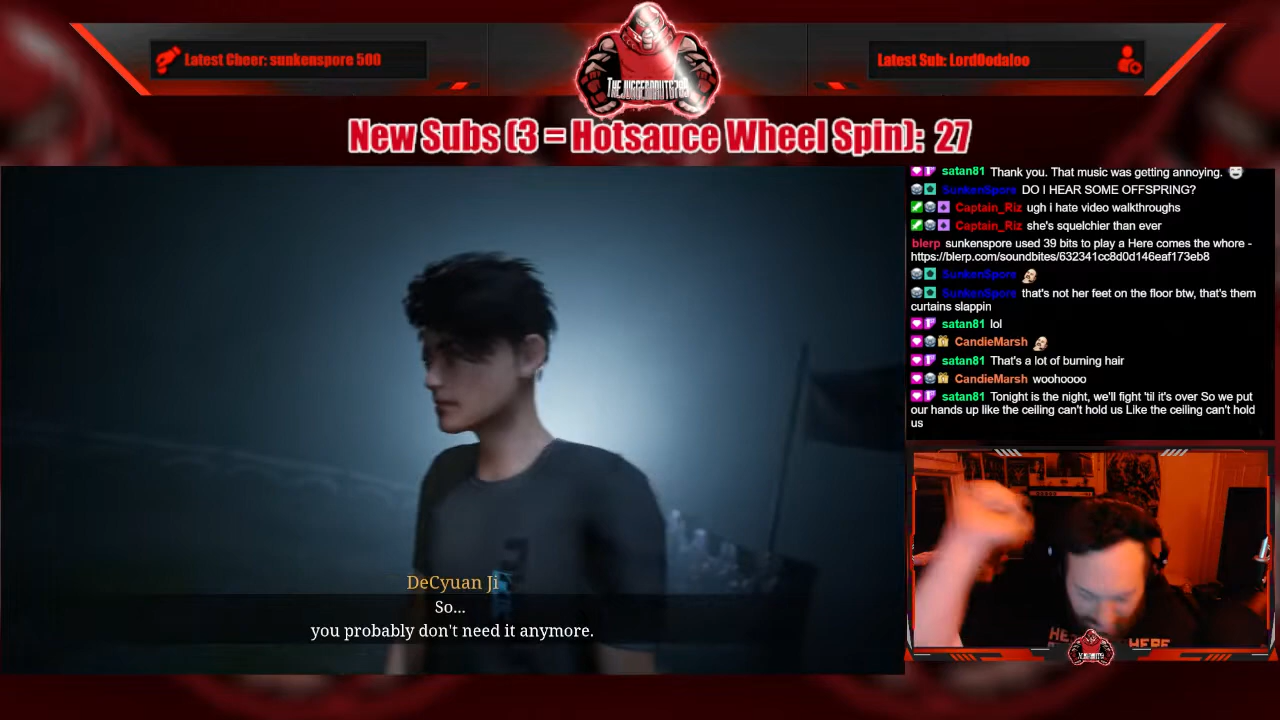 Latest Cheer: sunkenspore 500
THEJUGGERNAUT6789
Latest Sub: LordOodaloo
New Subs (3 = Hotsauce Wheel Spin): 27
satan81 Thank you. That music was getting annoying.
SunkenSpore DO I HEAR SOME OFFSPRING?
Captain_Riz ugh i hate video walkthroughs
Captain_Riz she's squelchier than ever
blerp sunkenspore used 39 bits to play a Here comes the whore -
https://blerp.com/soundbites/632341cc8d0d146eaf173eb8
SunkenSpore
SunkenSpore that's not her feet on the floor btw, that's them
curtains slappin
satan81 lol
CandieMarsh
satan81 That's a lot of burning hair
CandieMarsh woohoooo
satan81 Tonight is the night, we'll fight 'til it's over So we put
our hands up like the ceiling can't hold us Like the ceiling can't hold
us
DeCyuan Ji
So...
you probably don't need it anymore.